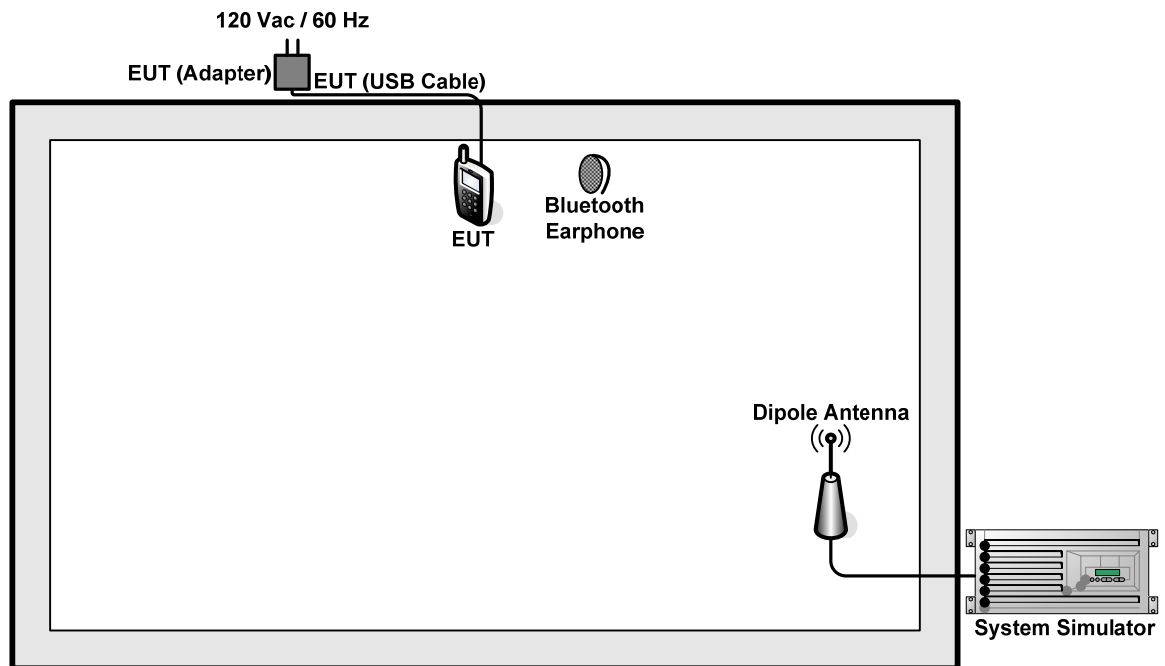 120 Vac / 60 Hz
EUT (Adapter)
EUT (USB Cable)
EUT
Bluetooth
Earphone
Dipole Antenna
System Simulator